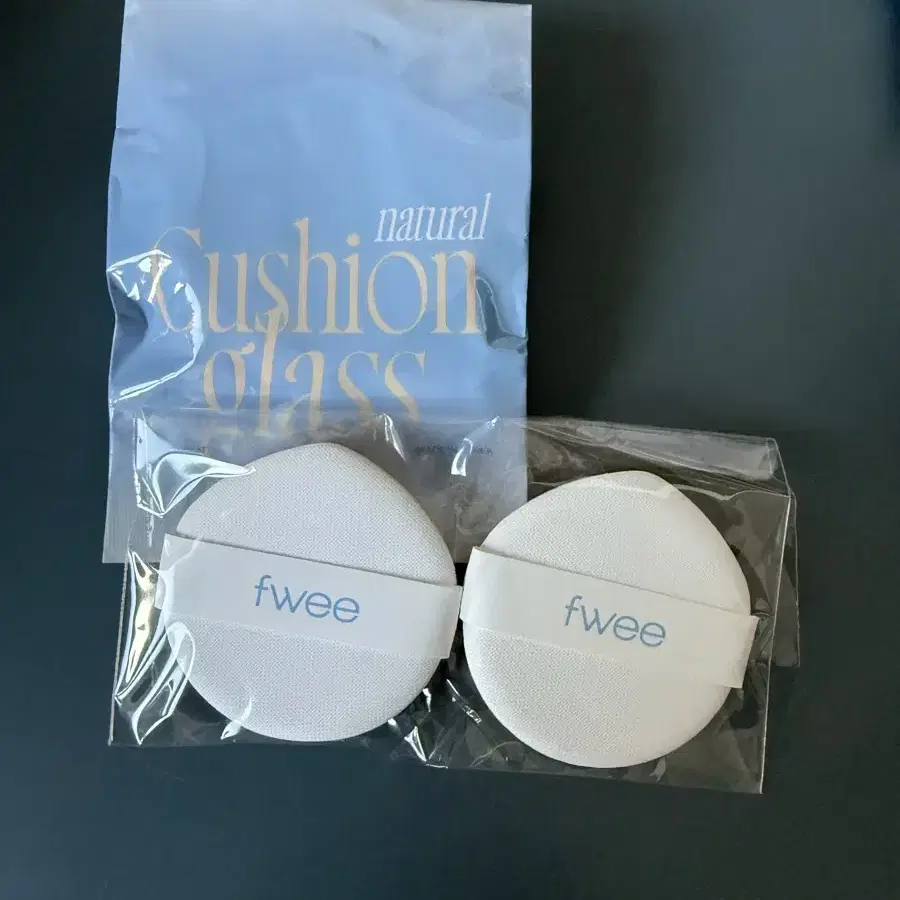 natural
Cushion
glass
fwee
fwee